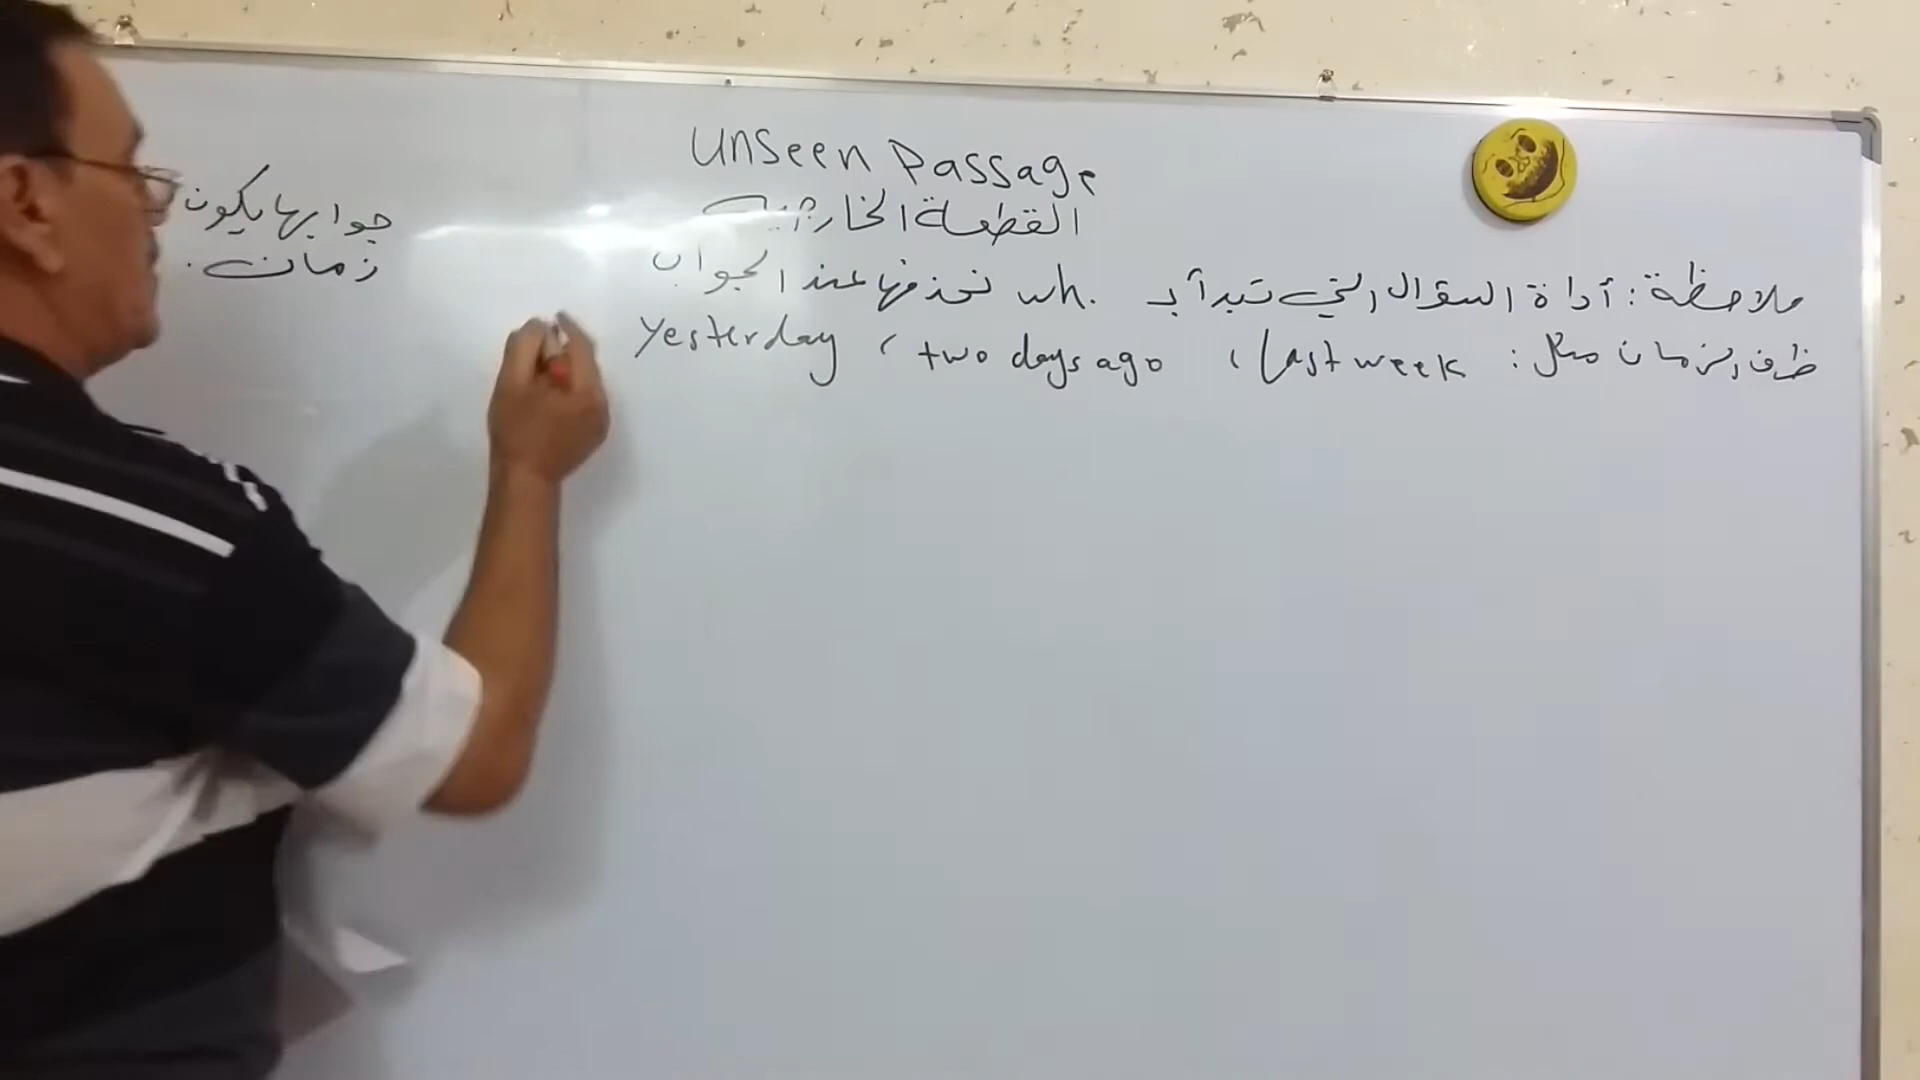 Unseen Passage
القطعة الخارجية
ملاحظة: أداة السؤال التي تبدأ بـ wh. نحذفها عند الجواب
ظرف الزمان مثل: last week، two days ago، yesterday
جوابها يكون
زمان.